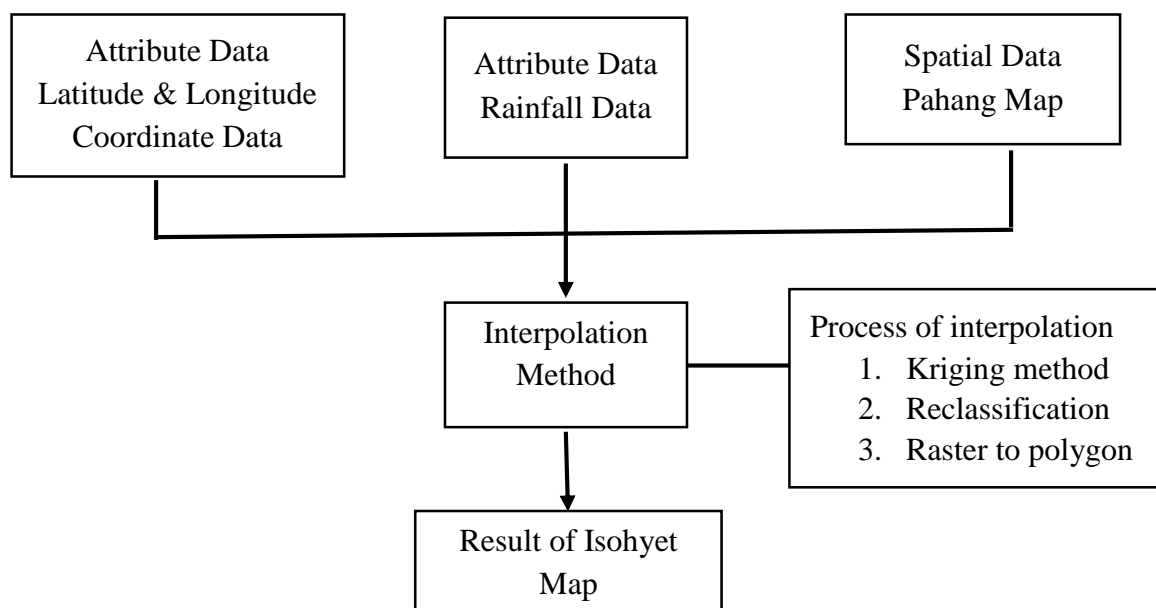 Attribute Data
Latitude & Longitude
Coordinate Data
Attribute Data
Rainfall Data
Spatial Data
Pahang Map
Interpolation
Method
Process of interpolation
1. Kriging method
2. Reclassification
3. Raster to polygon
Result of Isohyet
Map